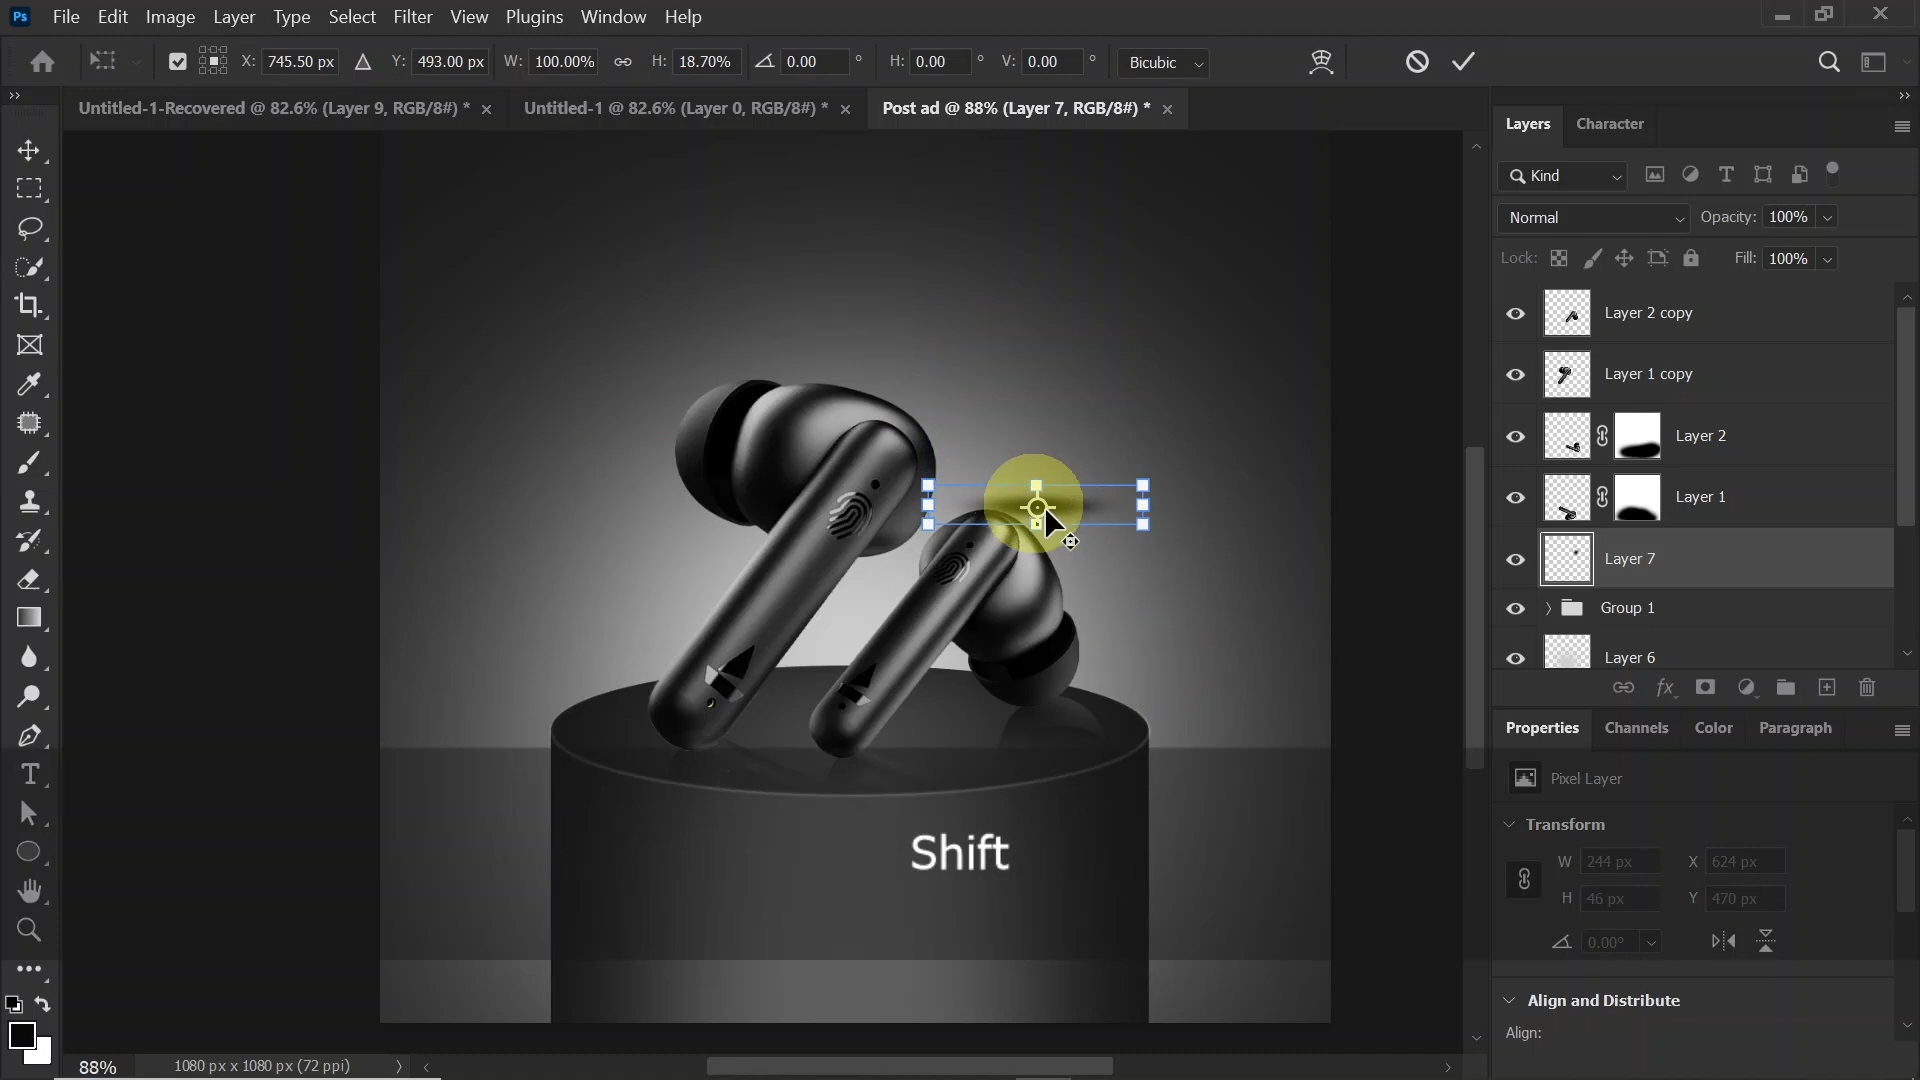 Ps File Edit Image Layer Type Select Filter View Plugins Window Help
X: 745.50 px Y: 493.00 px W: 100.00% H: 18.70% 0.00 ° H: 0.00 ° V: 0.00 ° Bicubic
Untitled-1-Recovered @ 82.6% (Layer 9, RGB/8#) * Untitled-1 @ 82.6% (Layer 0, RGB/8#) * Post ad @ 88% (Layer 7, RGB/8#) *
Layers Character
Kind
Normal Opacity: 100%
Lock: Fill: 100%
Layer 2 copy
Layer 1 copy
Layer 2
Layer 1
Layer 7
Group 1
Layer 6
Properties Channels Color Paragraph
Pixel Layer
Transform
W 244 px X 624 px
H 46 px Y 470 px
0.00°
Align and Distribute
Align:
Shift
88% 1080 px x 1080 px (72 ppi)